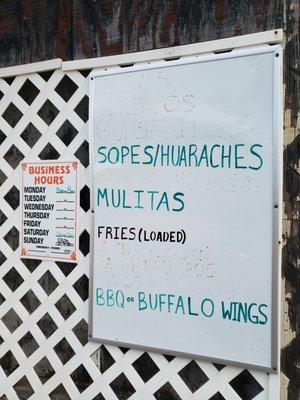 SOPES/HUARACHES
MULITAS
FRIES (LOADED)
BBQ OR BUFFALO WINGS
BUSINESS
HOURS
MONDAY
TUESDAY
WEDNESDAY
THURSDAY
FRIDAY
SATURDAY
SUNDAY